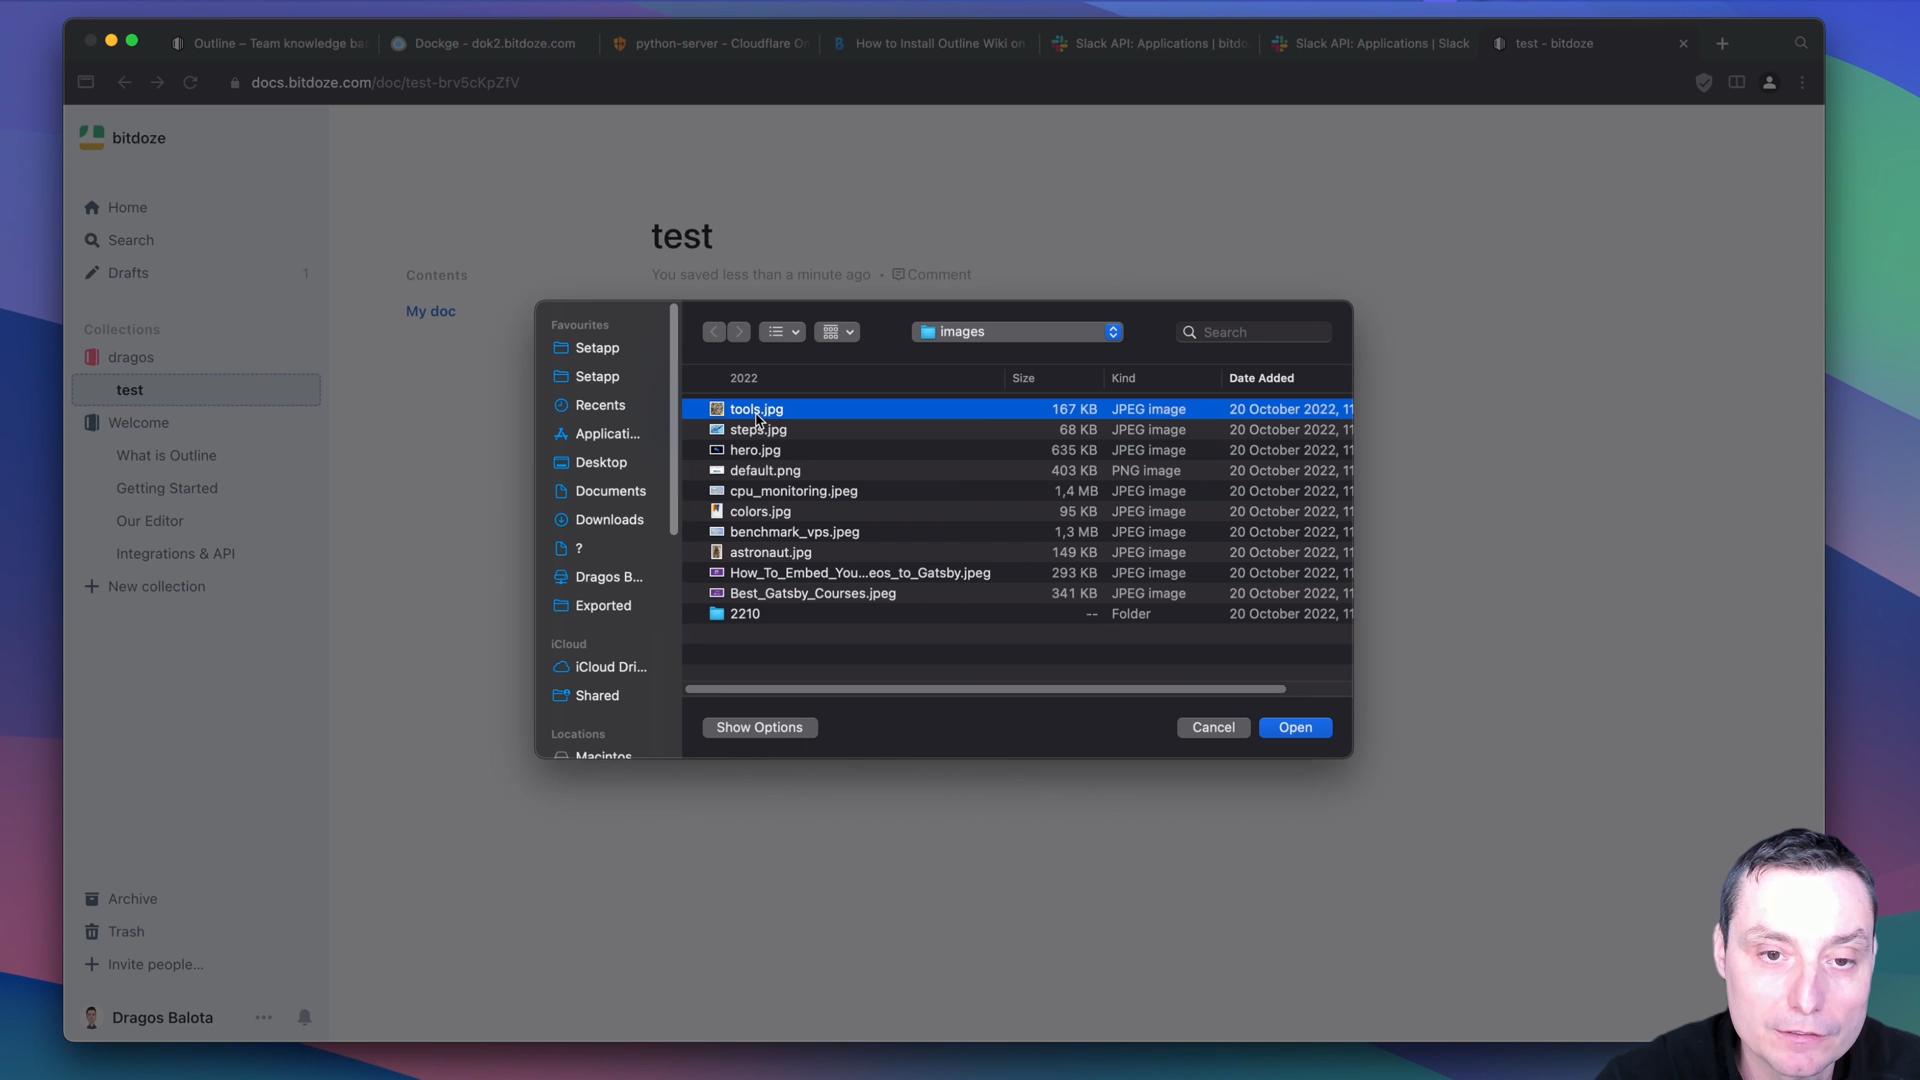 Outline – Team knowledge ba
Dockge - dok2.bitdoze.com
python-server - Cloudflare On
How to Install Outline Wiki on
Slack API: Applications | bitdo
Slack API: Applications | Slack
test - bitdoze
docs.bitdoze.com/doc/test-brv5cKpZfV
bitdoze
Home
Search
Drafts 1
Collections
dragos
test
Welcome
What is Outline
Getting Started
Our Editor
Integrations & API
New collection
Archive
Trash
Invite people...
Dragos Balota
test
You saved less than a minute ago • Comment
Contents
My doc
Favourites
Setapp
Setapp
Recents
Applicati...
Desktop
Documents
Downloads
?
Dragos B...
Exported
iCloud
iCloud Dri...
Shared
Locations
Macintos
images
Search
2022 Size Kind Date Added
tools.jpg 167 KB JPEG image 20 October 2022, 11
steps.jpg 68 KB JPEG image 20 October 2022, 11
hero.jpg 635 KB JPEG image 20 October 2022, 11
default.png 403 KB PNG image 20 October 2022, 11
cpu_monitoring.jpeg 1,4 MB JPEG image 20 October 2022, 11
colors.jpg 95 KB JPEG image 20 October 2022, 11
benchmark_vps.jpeg 1,3 MB JPEG image 20 October 2022, 11
astronaut.jpg 149 KB JPEG image 20 October 2022, 11
How_To_Embed_You...eos_to_Gatsby.jpeg 293 KB JPEG image 20 October 2022, 11
Best_Gatsby_Courses.jpeg 341 KB JPEG image 20 October 2022, 11
2210 -- Folder 20 October 2022, 11
Show Options
Cancel
Open